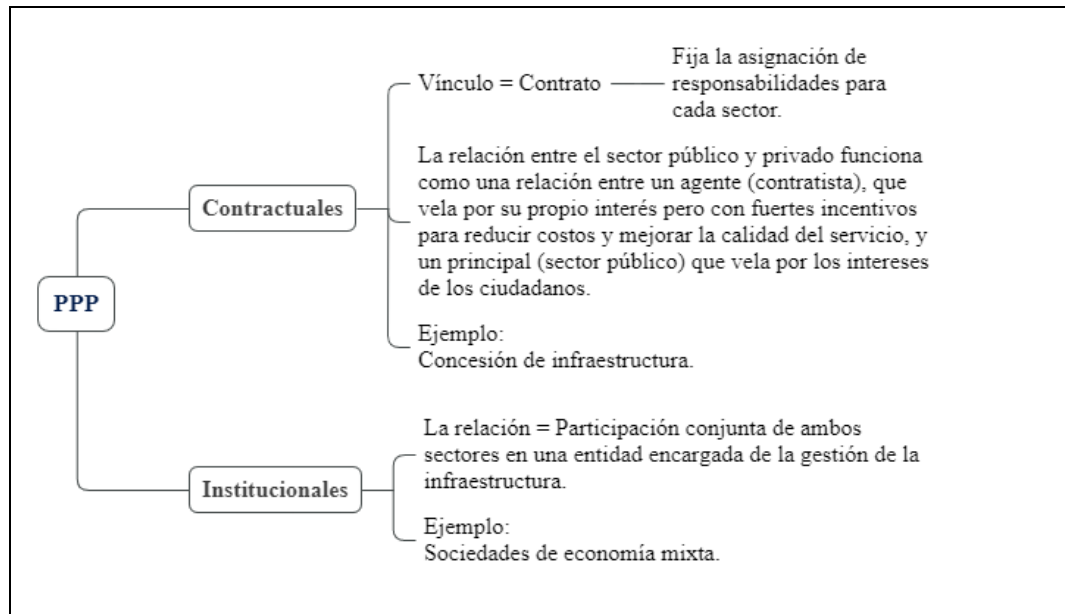 PPP
Contractuales
Vínculo = Contrato
Fija la asignación de
responsabilidades para
cada sector.
La relación entre el sector público y privado funciona
como una relación entre un agente (contratista), que
vela por su propio interés pero con fuertes incentivos
para reducir costos y mejorar la calidad del servicio, y
un principal (sector público) que vela por los intereses
de los ciudadanos.
Ejemplo:
Concesión de infraestructura.
Institucionales
La relación = Participación conjunta de ambos
sectores en una entidad encargada de la gestión de la
infraestructura.
Ejemplo:
Sociedades de economía mixta.